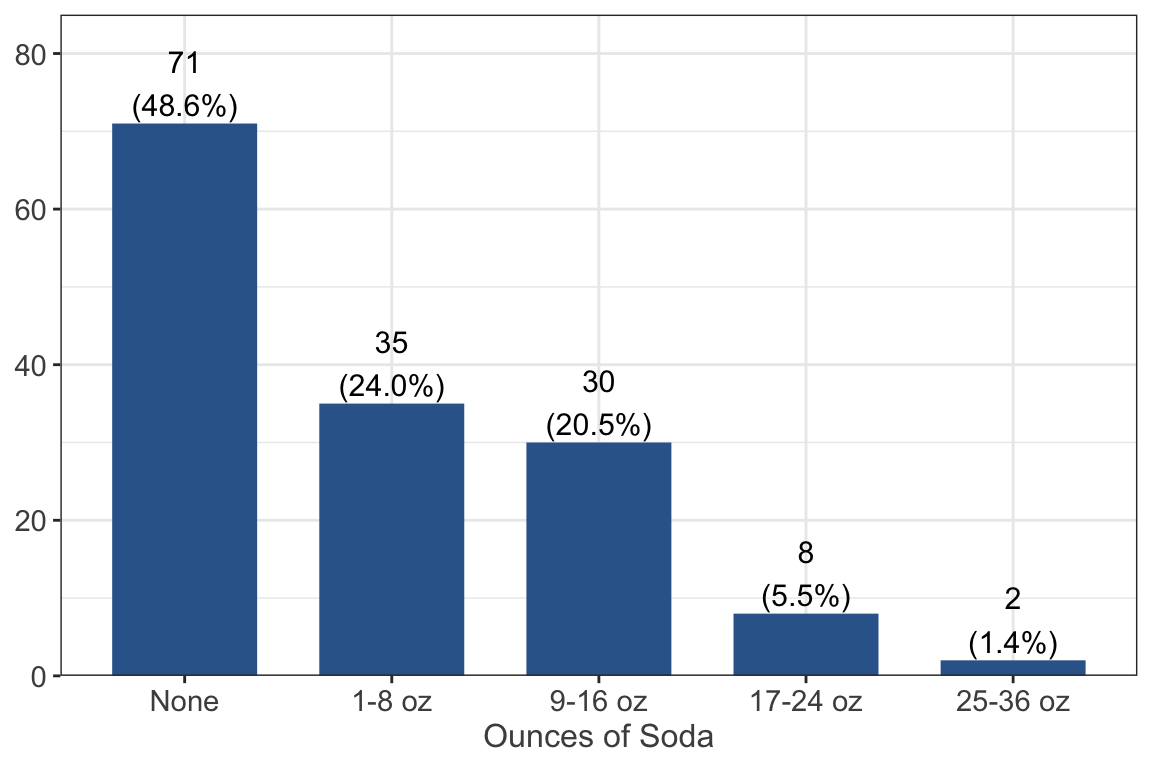 80
60
40
20
0
71
(48.6%)
35
(24.0%)
30
(20.5%)
8
(5.5%)
2
(1.4%)
None
1-8 oz
9-16 oz
17-24 oz
25-36 oz
Ounces of Soda